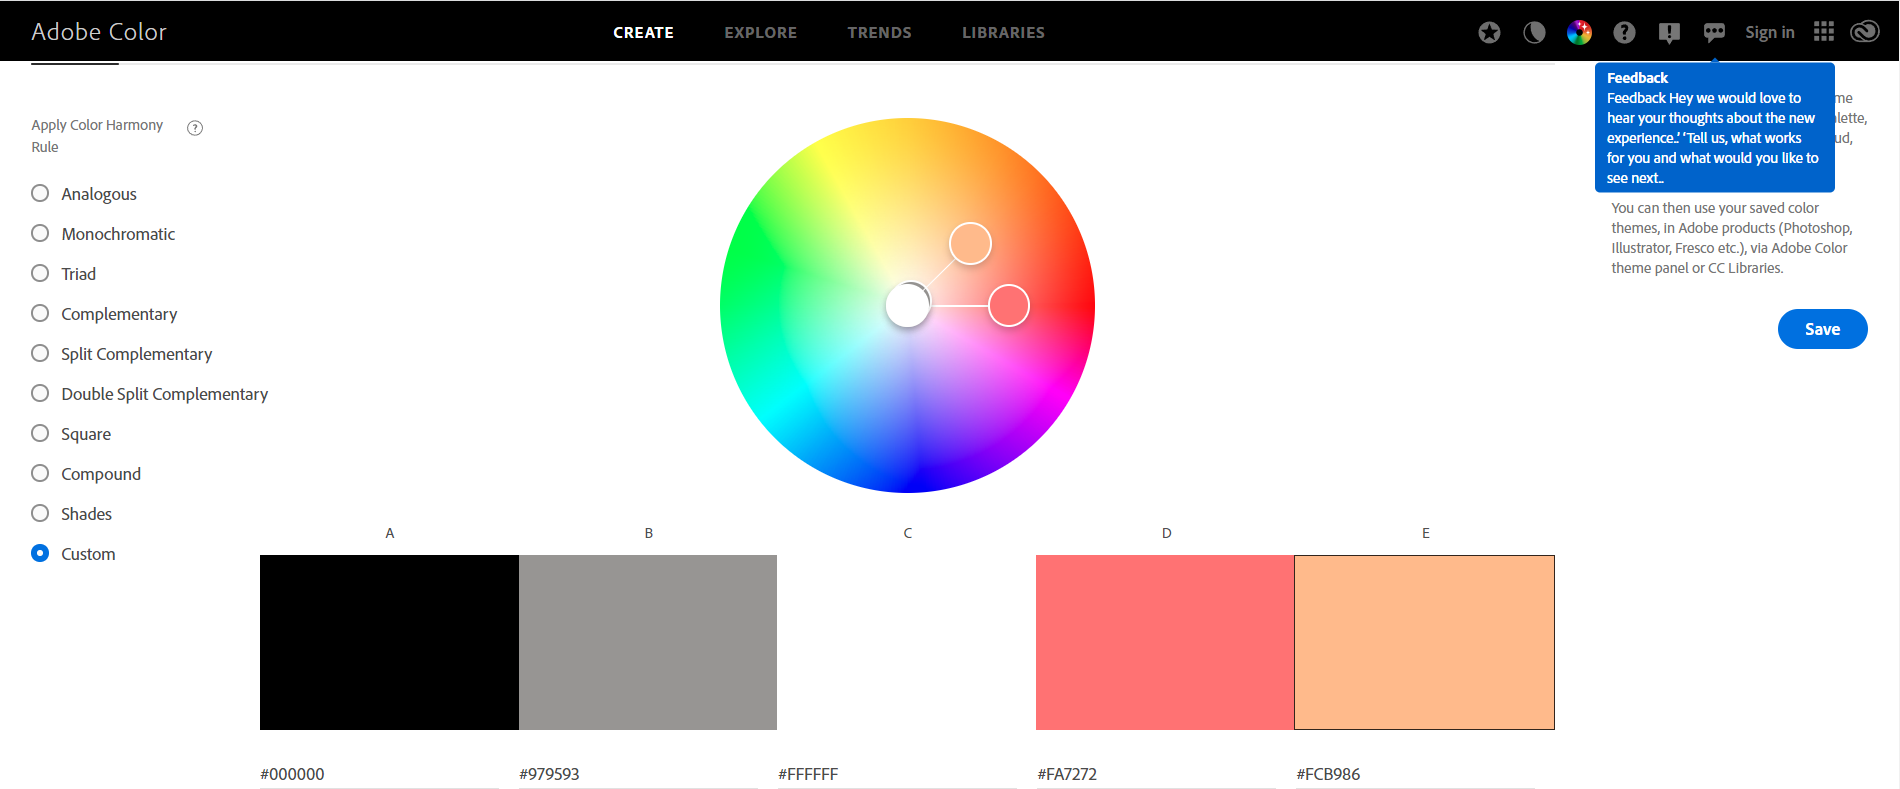 Adobe Color
CREATE
EXPLORE
TRENDS
LIBRARIES
Sign in
Feedback
Feedback Hey we would love to
hear your thoughts about the new
experience..' 'Tell us, what works
for you and what would you like to
see next..
me
lette,
ud,
You can then use your saved color
themes, in Adobe products (Photoshop,
Illustrator, Fresco etc.), via Adobe Color
theme panel or CC Libraries.
Save
Apply Color Harmony
Rule
?
Analogous
Monochromatic
Triad
Complementary
Split Complementary
Double Split Complementary
Square
Compound
Shades
Custom
A
B
C
D
E
#000000
#979593
#FFFFFF
#FA7272
#FCB986